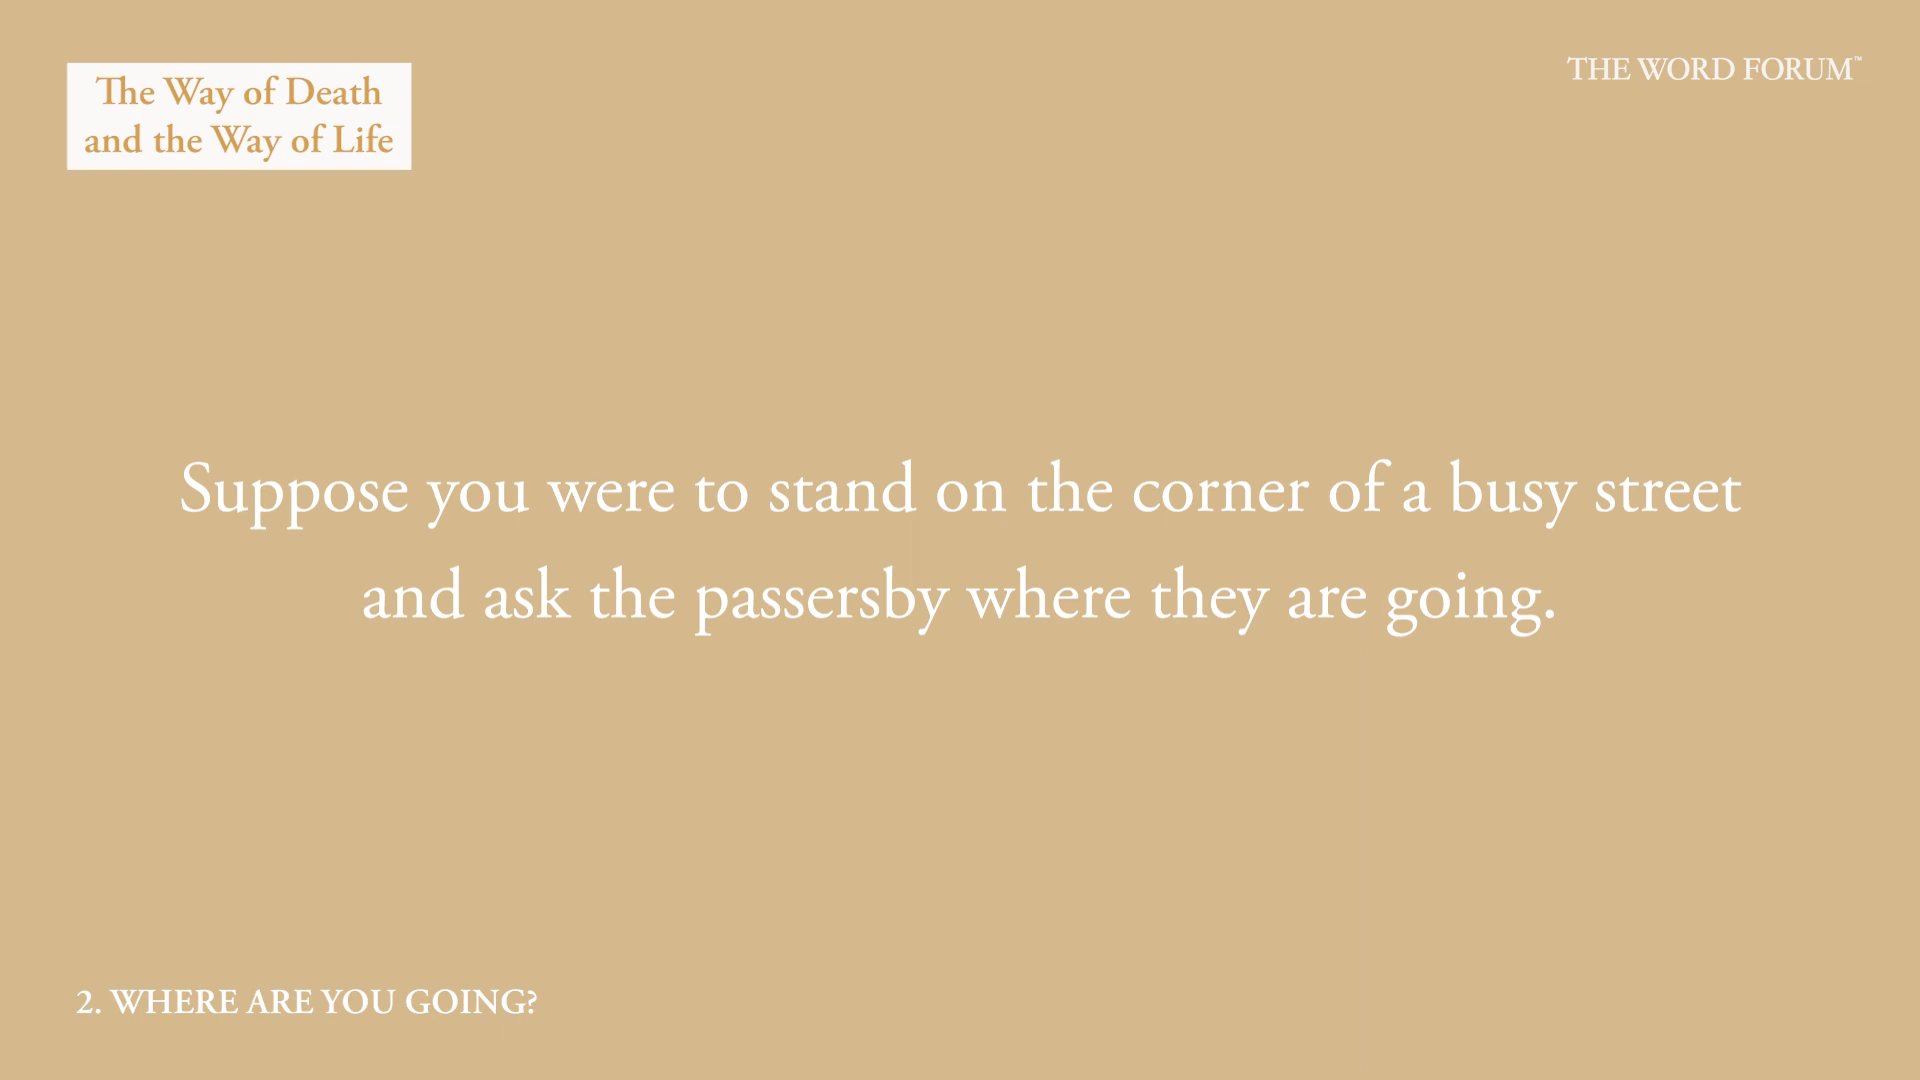 The Way of Death
and the Way of Life
THE WORD FORUM™
Suppose you were to stand on the corner of a busy street
and ask the passersby where they are going.
2. WHERE ARE YOU GOING?